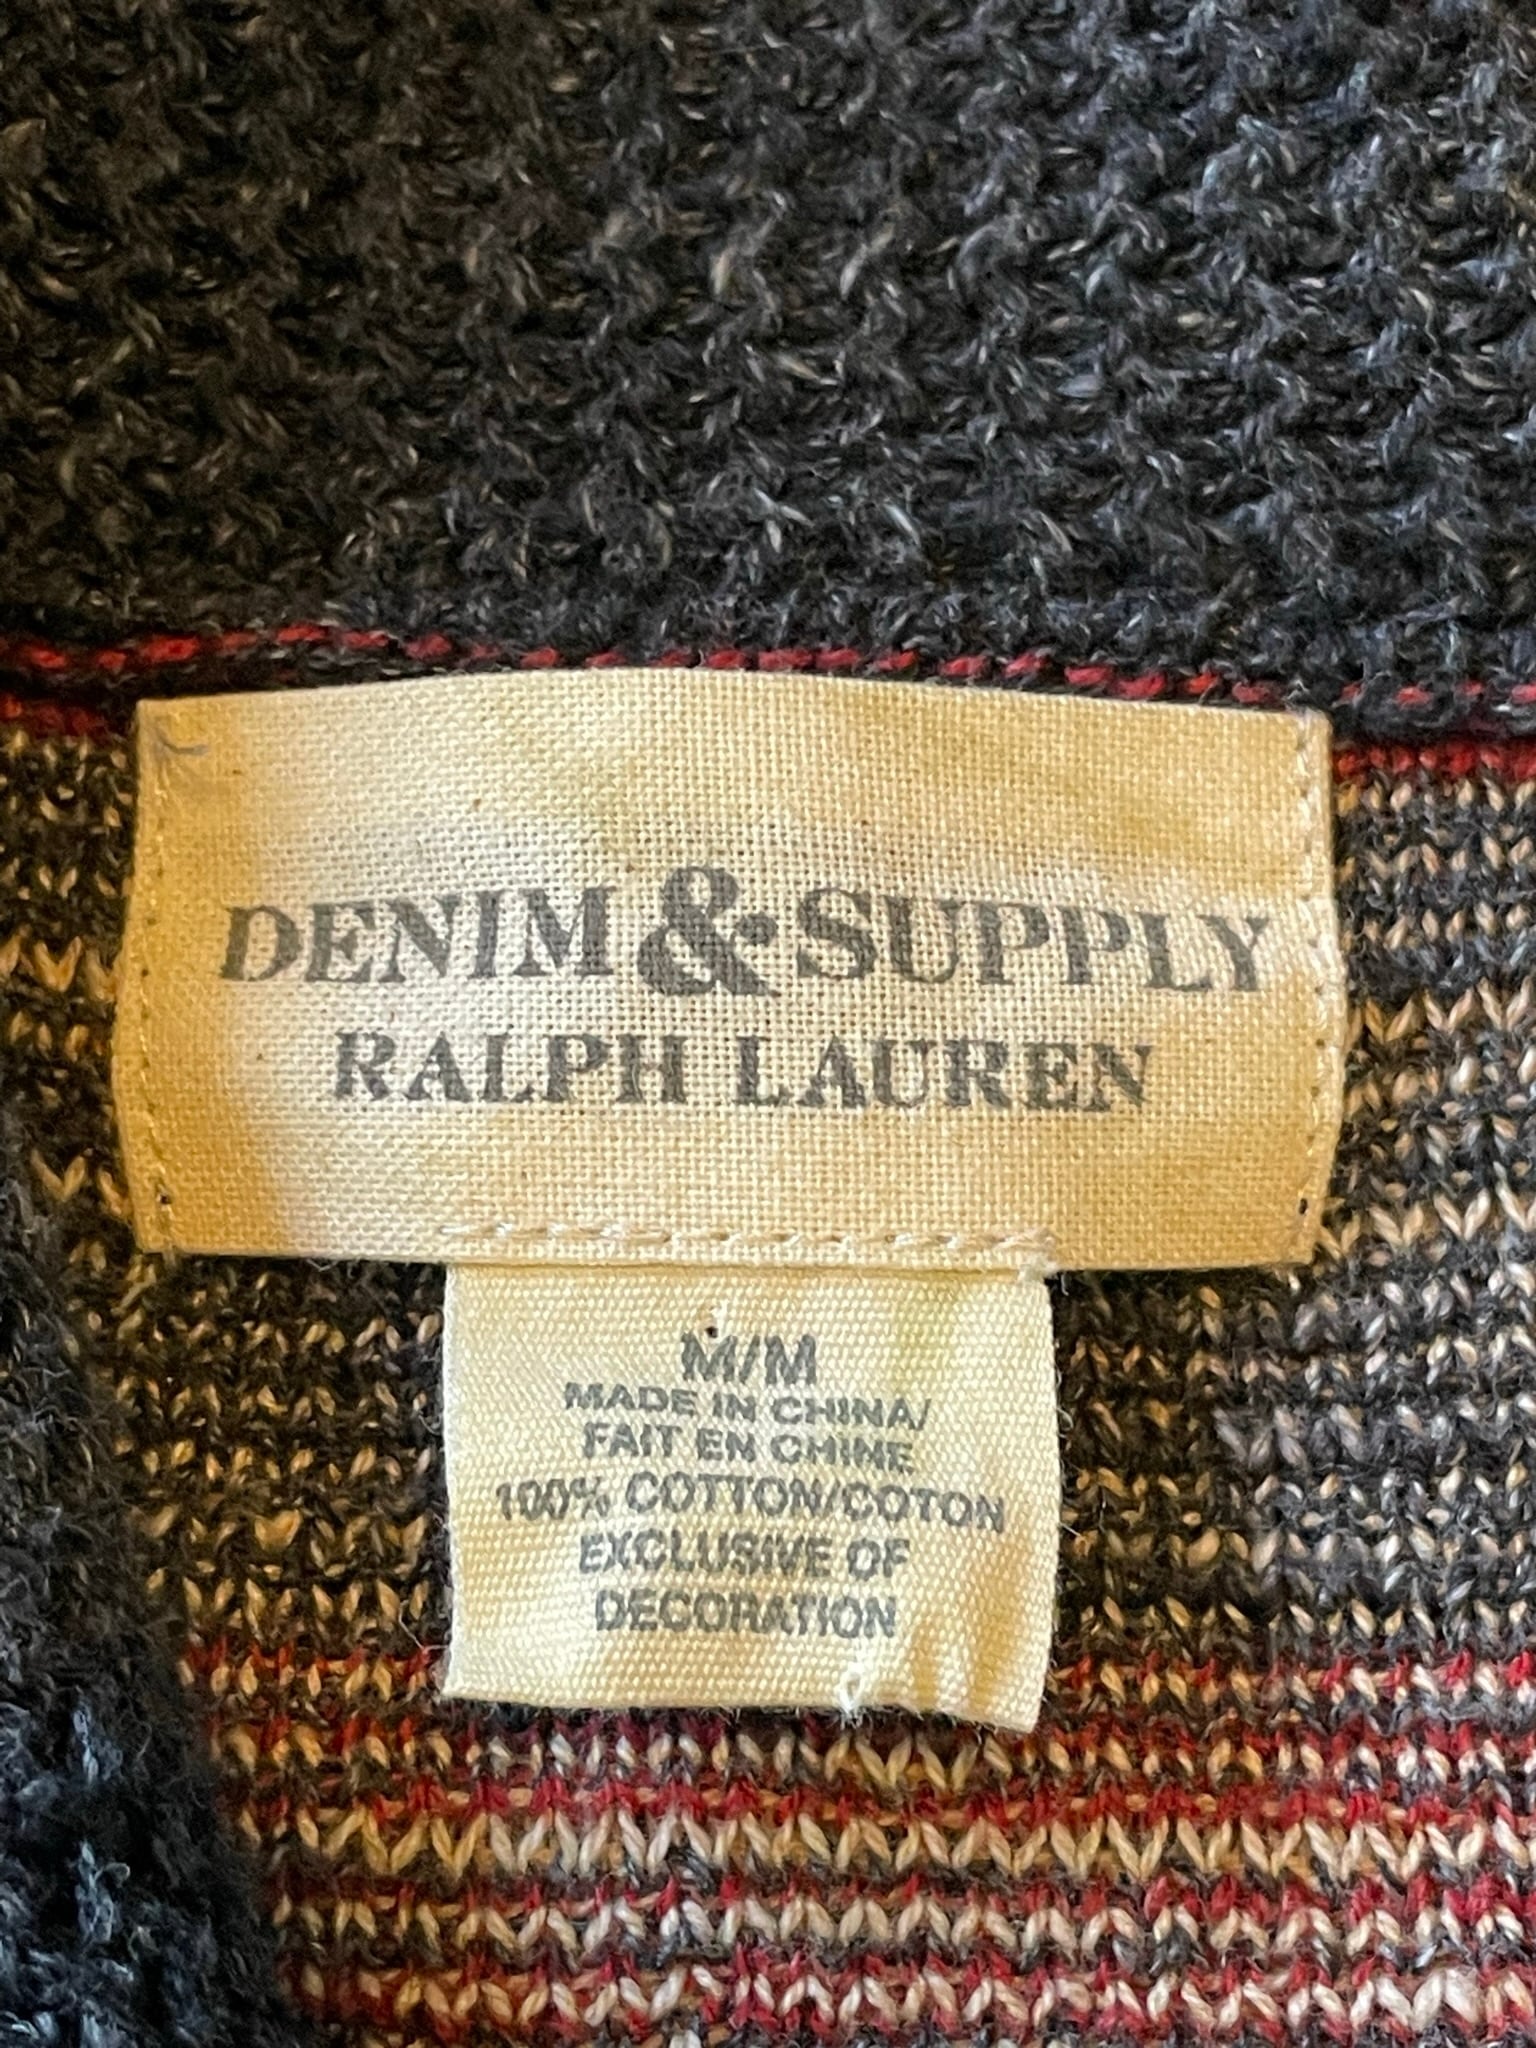 DENIM & SUPPLY
RALPH LAUREN
M/M
MADE IN CHINA/
FAIT EN CHINE
100% COTTON/COTON
EXCLUSIVE OF
DECORATION